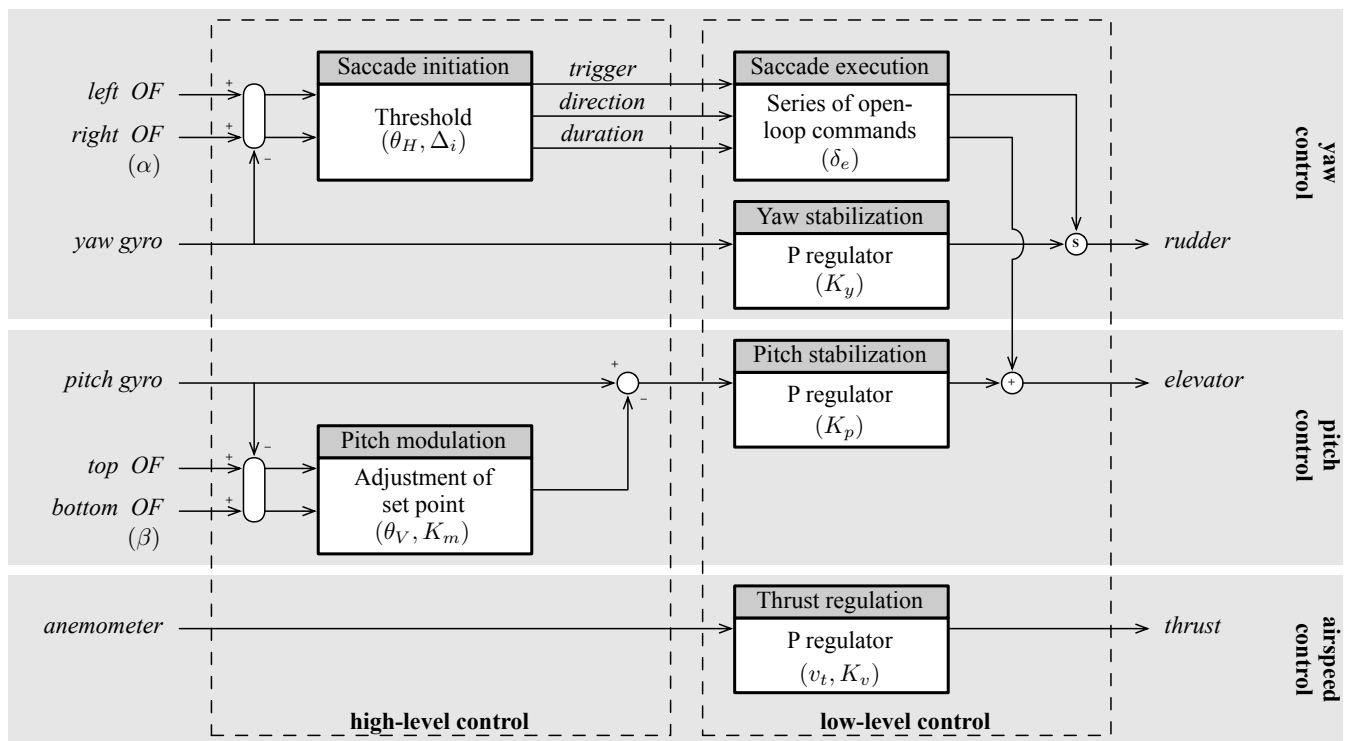 Saccade initiation
trigger
Saccade execution
left OF
+
Threshold
(θ_H, Δ_i)
direction
Series of open-
loop commands
(δ_e)
right OF
+
(α)
−
duration
yaw
control
Yaw stabilization
yaw gyro
P regulator
(K_y)
s
rudder
Pitch stabilization
pitch gyro
+
−
P regulator
(K_p)
+
elevator
pitch
control
−
Pitch modulation
top OF
+
Adjustment of
set point
(θ_V, K_m)
bottom OF
+
(β)
Thrust regulation
anemometer
P regulator
(v_t, K_v)
thrust
airspeed
control
high-level control
low-level control